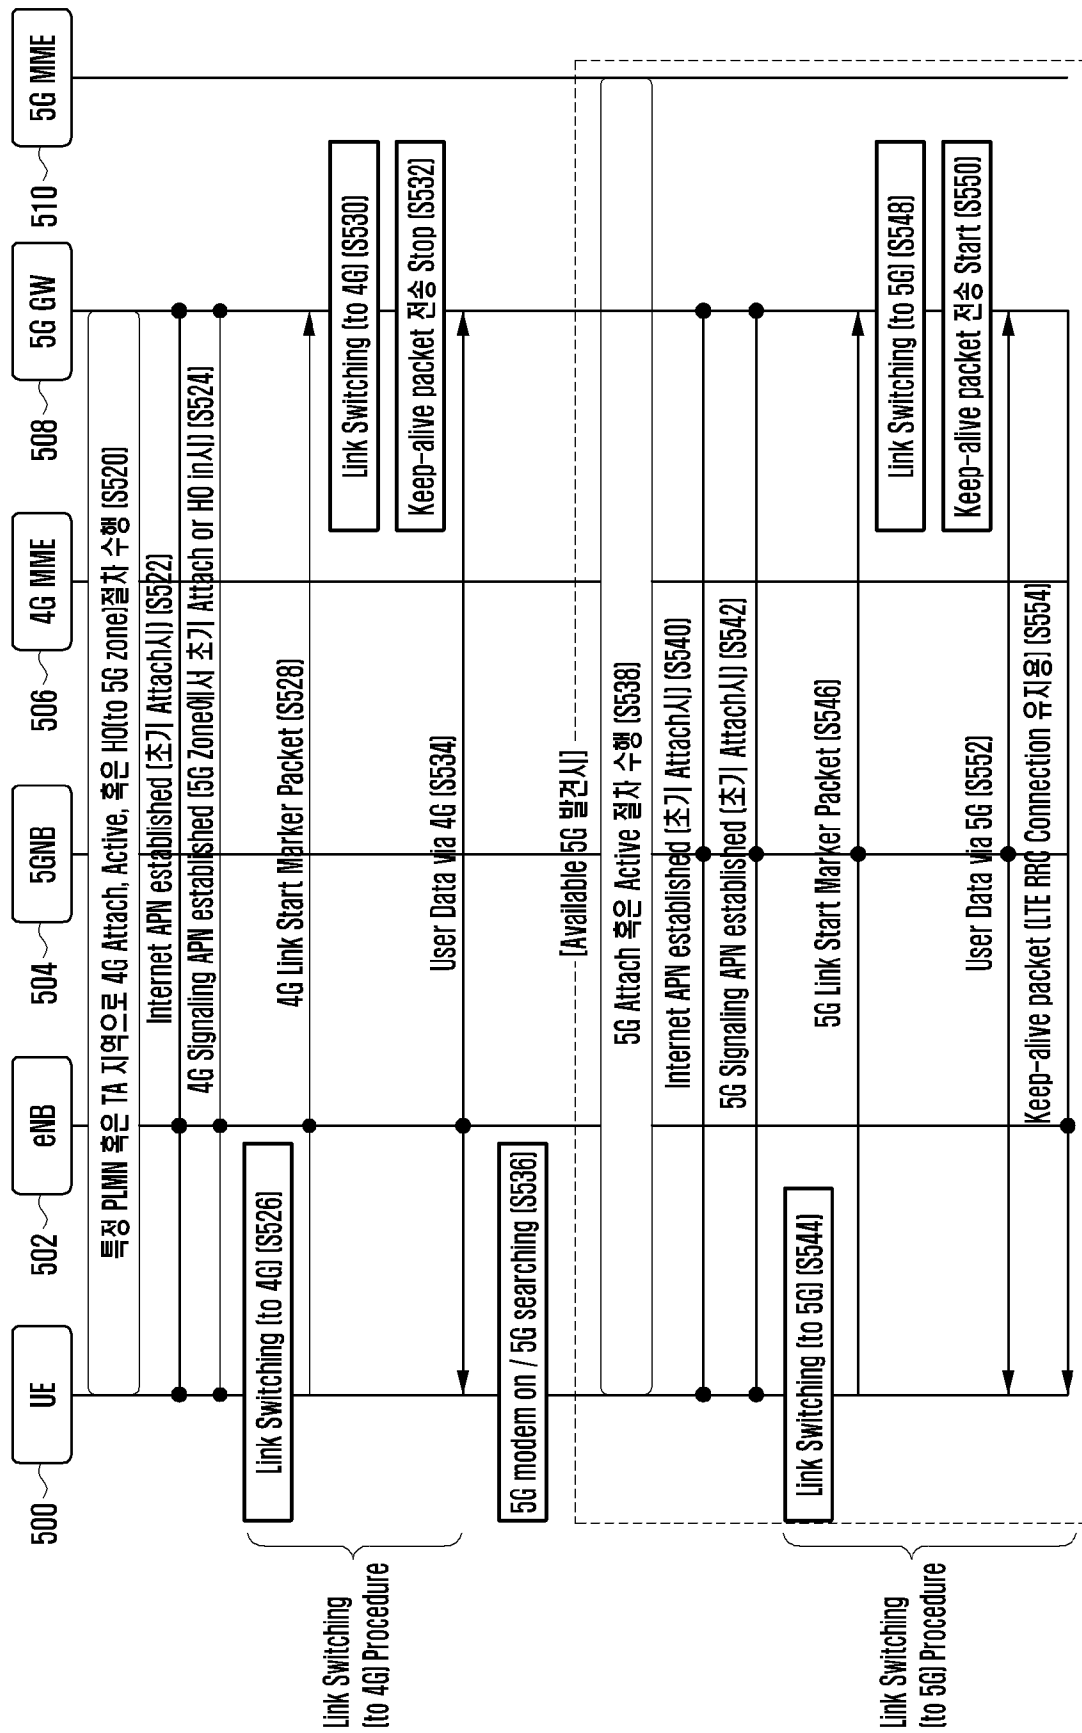 UE
eNB
5GNB
4G MME
5G GW
5G MME
500
502
504
506
508
510
특정 PLMN 혹은 TA 지역으로 4G Attach, Active, 혹은 HO(to 5G zone)절차 수행 (S520)
Internet APN established (초기 Attach시) (S522)
4G Signaling APN established (5G Zone에서 초기 Attach or HO in시) (S524)
Link Switching (to 4G) Procedure
Link Switching (to 4G) (S526)
4G Link Start Marker Packet (S528)
Link Switching (to 4G) (S530)
Keep-alive packet 전송 Stop (S532)
User Data via 4G (S534)
5G modem on / 5G searching (S536)
[Available 5G 발견시]
5G Attach 혹은 Active 절차 수행 (S538)
Internet APN established (초기 Attach시) (S540)
5G Signaling APN established (초기 Attach시) (S542)
Link Switching
(to 5G) Procedure
Link Switching (to 5G) (S544)
5G Link Start Marker Packet (S546)
Link Switching (to 5G) (S548)
Keep-alive packet 전송 Start (S550)
User Data via 5G (S552)
Keep-alive packet (LTE RRC Connection 유지용) (S554)